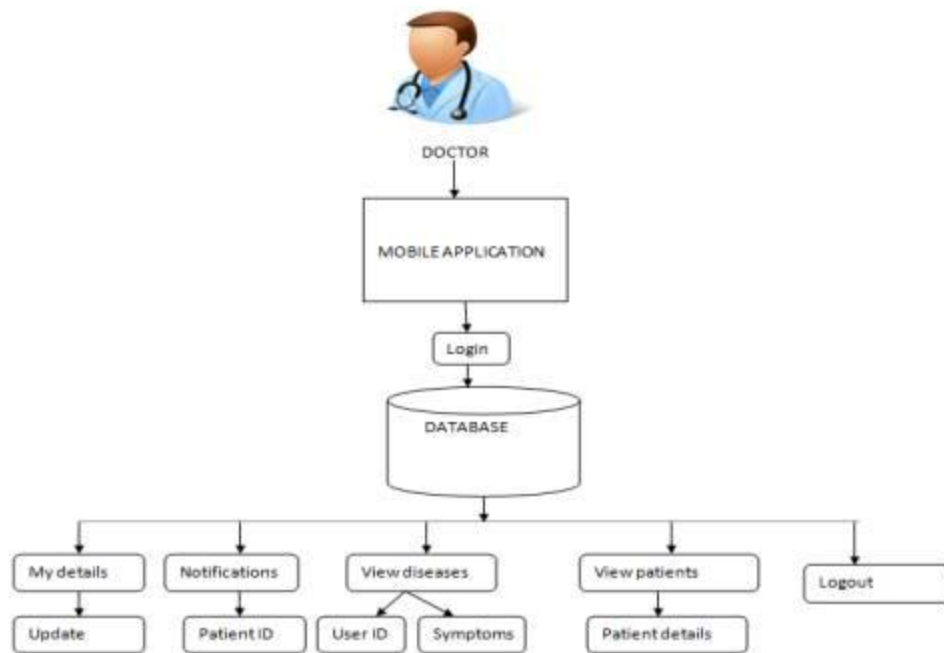 DOCTOR
MOBILE APPLICATION
Login
DATABASE
My details
Notifications
View diseases
View patients
Logout
Update
Patient ID
User ID
Symptoms
Patient details